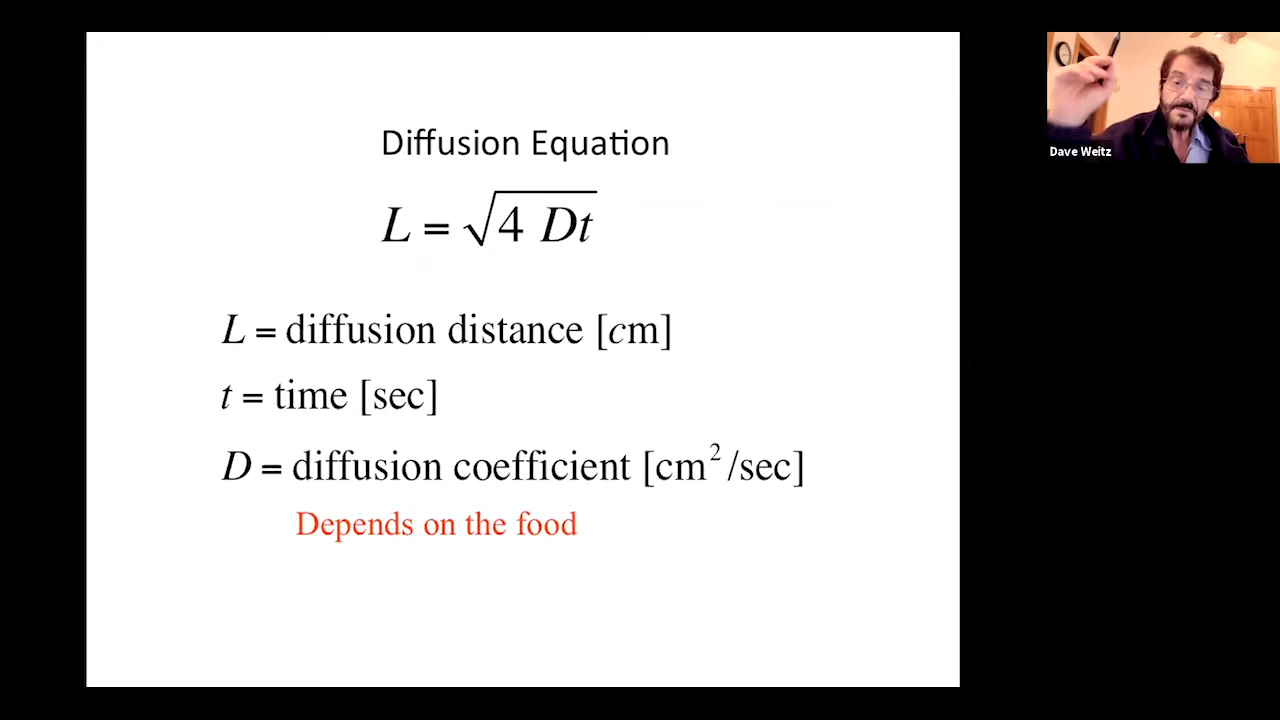 Diffusion Equation
L = √4 Dt
L = diffusion distance [cm]
t = time [sec]
D = diffusion coefficient [cm²/sec]
Depends on the food
Dave Weitz